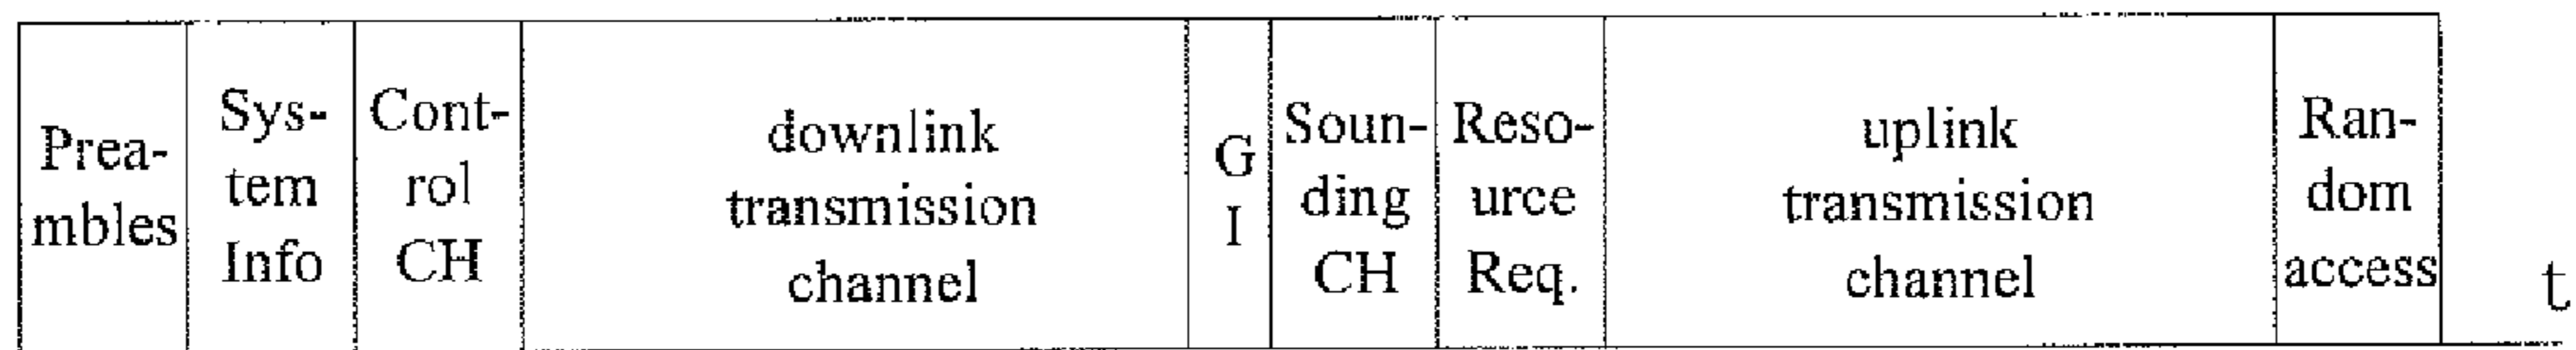 Prea-
mbles
Sys-
tem
Info
Cont-
rol
CH
downlink
transmission
channel
G
I
Soun-
ding
CH
Reso-
urce
Req.
uplink
transmission
channel
Ran-
dom
access
t